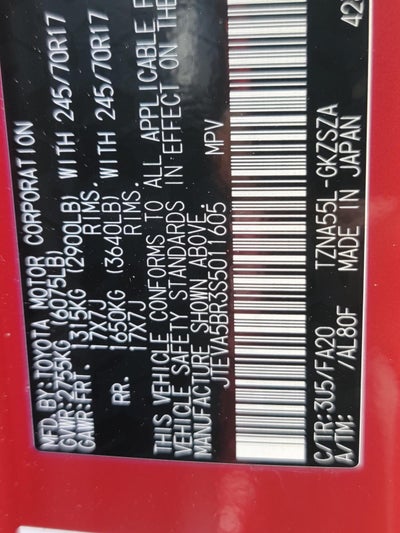 MFD. BY: TOYOTA MOTOR CORPORATION
GVWR: 2755KG (6075LB)
GAWR: FRT. 1315KG (2900LB) WITH 245/70R17
17X7J RIMS.
RR. 1650KG (3640LB) WITH 245/70R17
17X7J RIMS.
THIS VEHICLE CONFORMS TO ALL APPLICABLE F
VEHICLE SAFETY STANDARDS IN EFFECT ON THE
MANUFACTURE SHOWN ABOVE.
JTEVA5BR3S5011605 MPV
C/TR: 3U5/FA20 TZNA55L-GKZSZA
A/TM: /AL80F MADE IN JAPAN
42